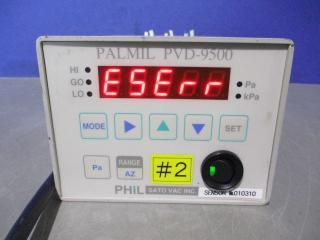 PALMIL PVD-9500
HI
GO
LO
ESErr
Pa
kPa
MODE
SET
Pa
RANGE
AZ
#2
PHiL SATO VAC INC.
SENSOR 010310